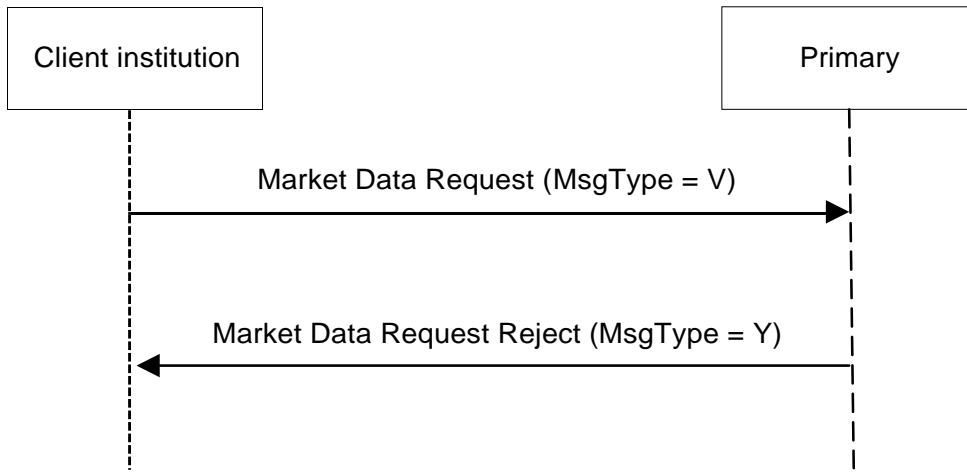 Client institution
Primary
Market Data Request (MsgType = V)
Market Data Request Reject (MsgType = Y)